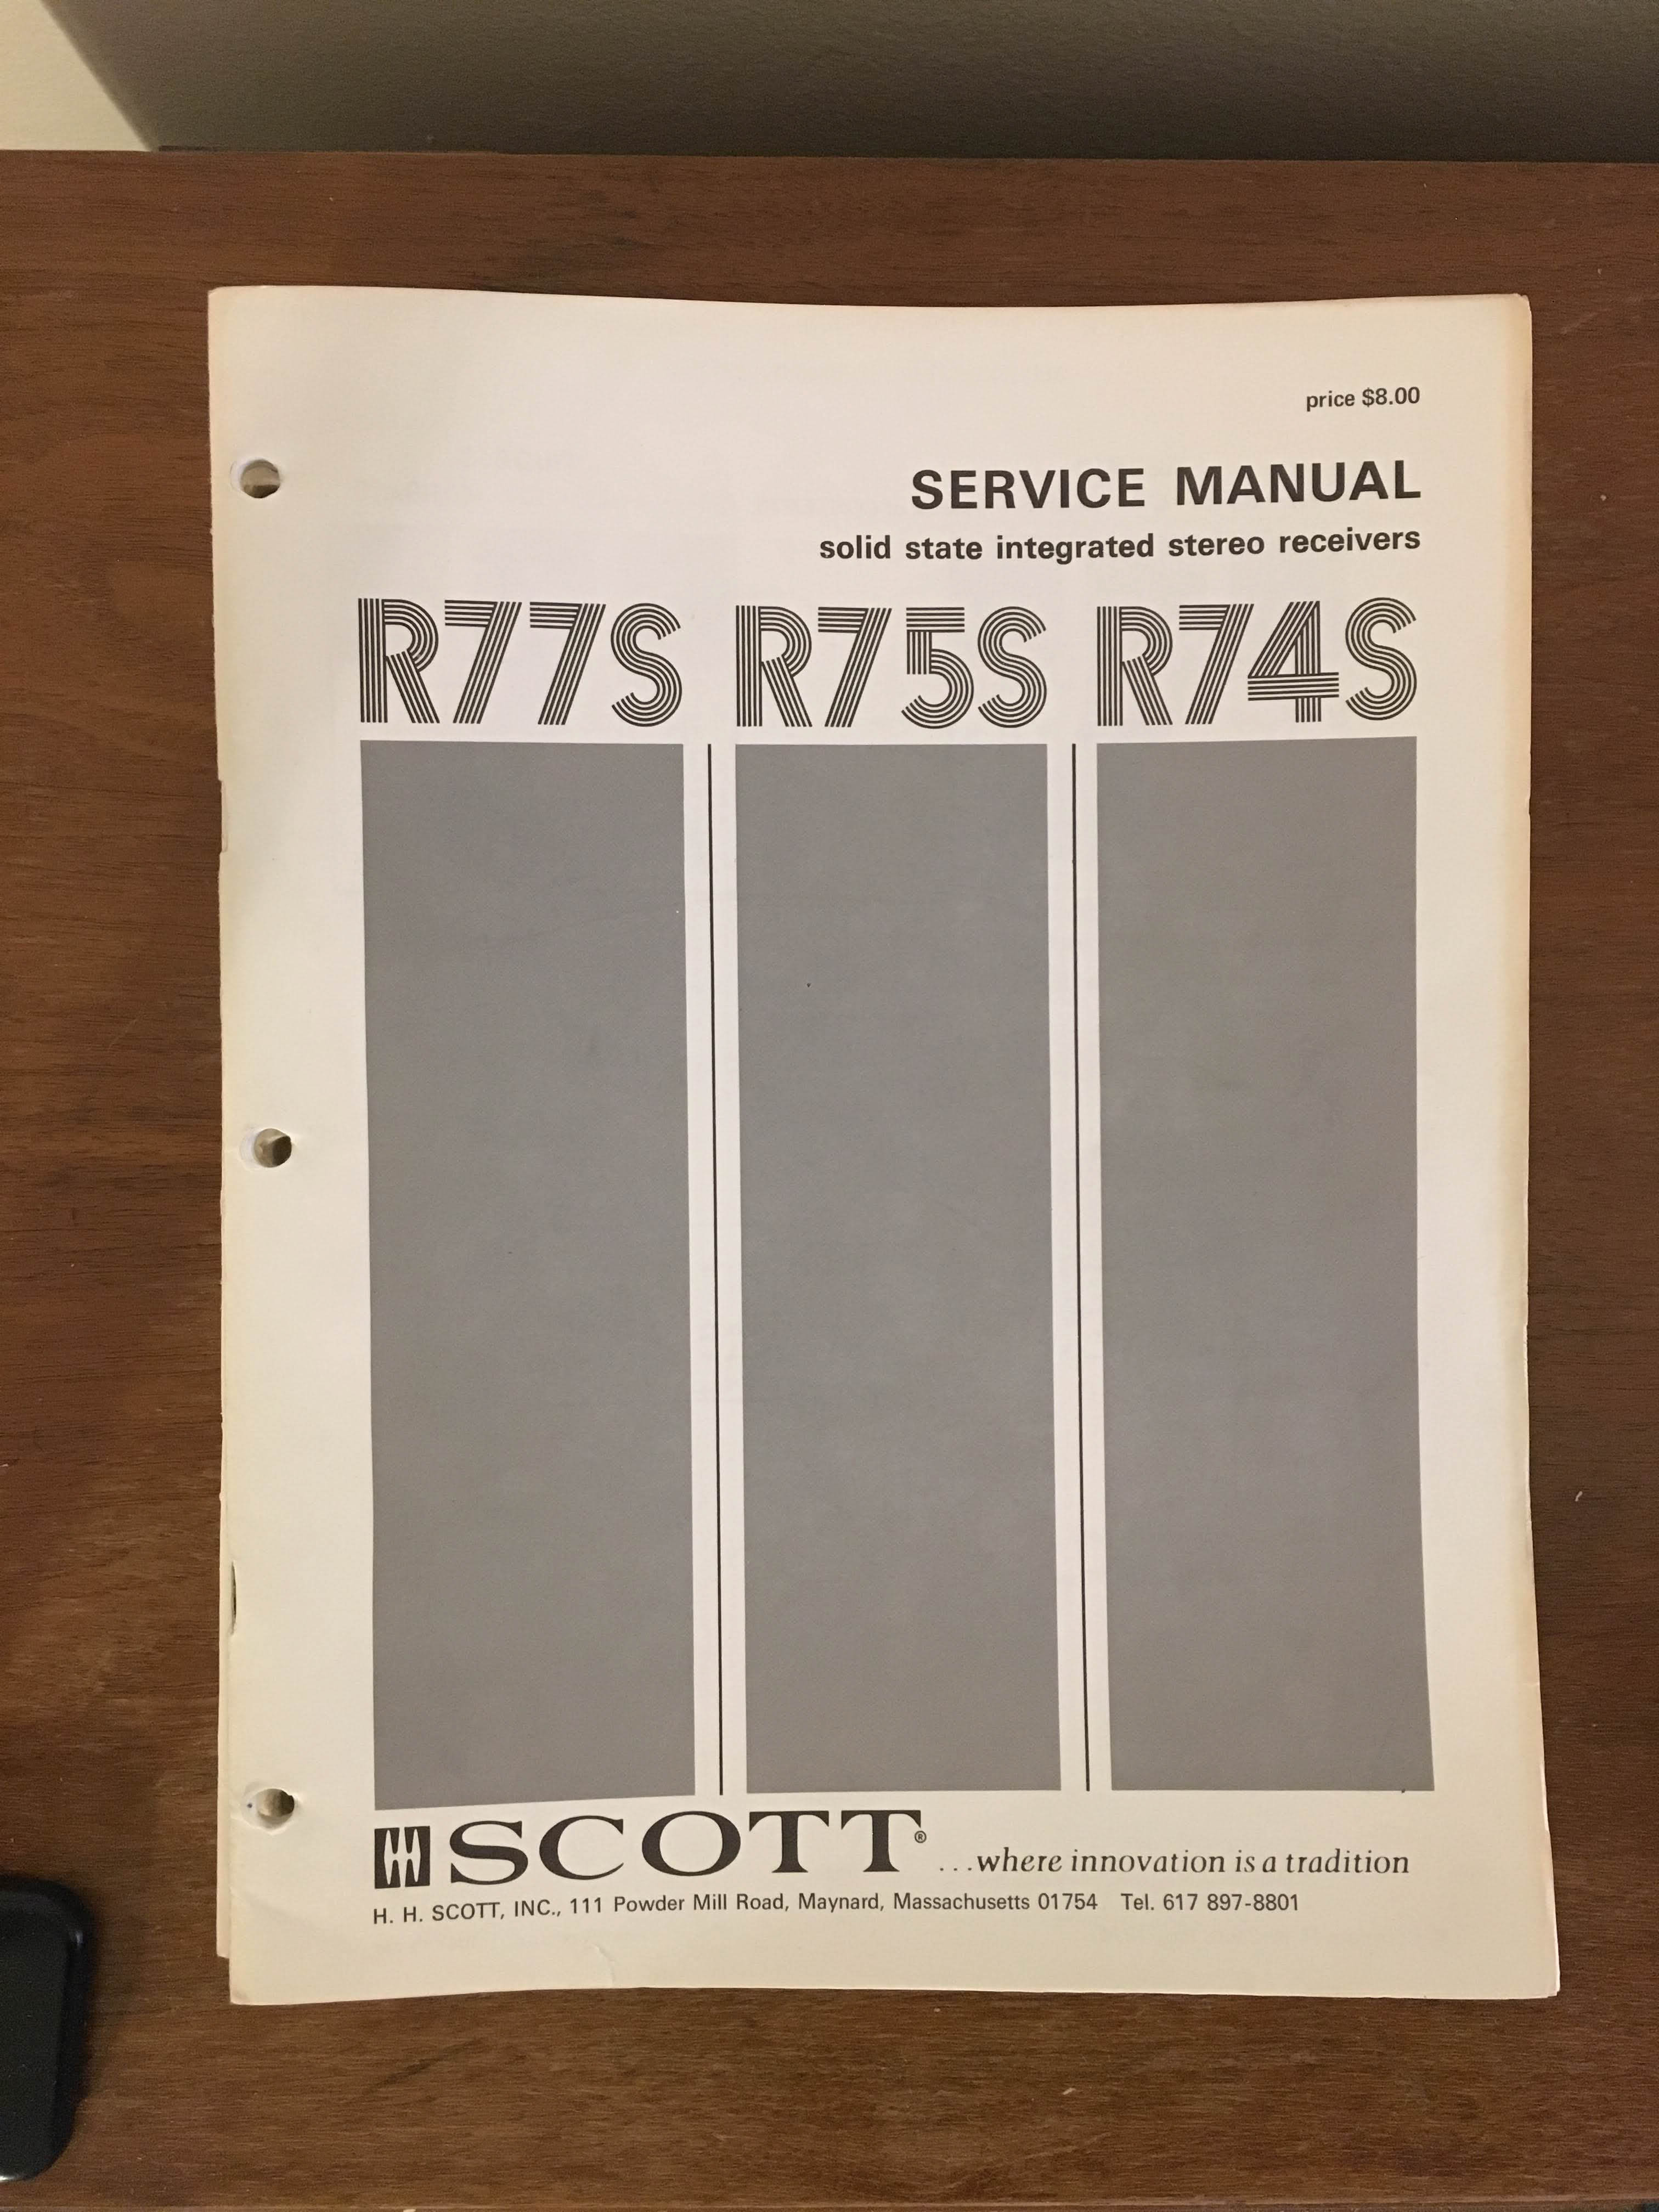 price $8.00
SERVICE MANUAL
solid state integrated stereo receivers
R77S R75S R74S
SCOTT® ...where innovation is a tradition
H. H. SCOTT, INC., 111 Powder Mill Road, Maynard, Massachusetts 01754 Tel. 617 897-8801